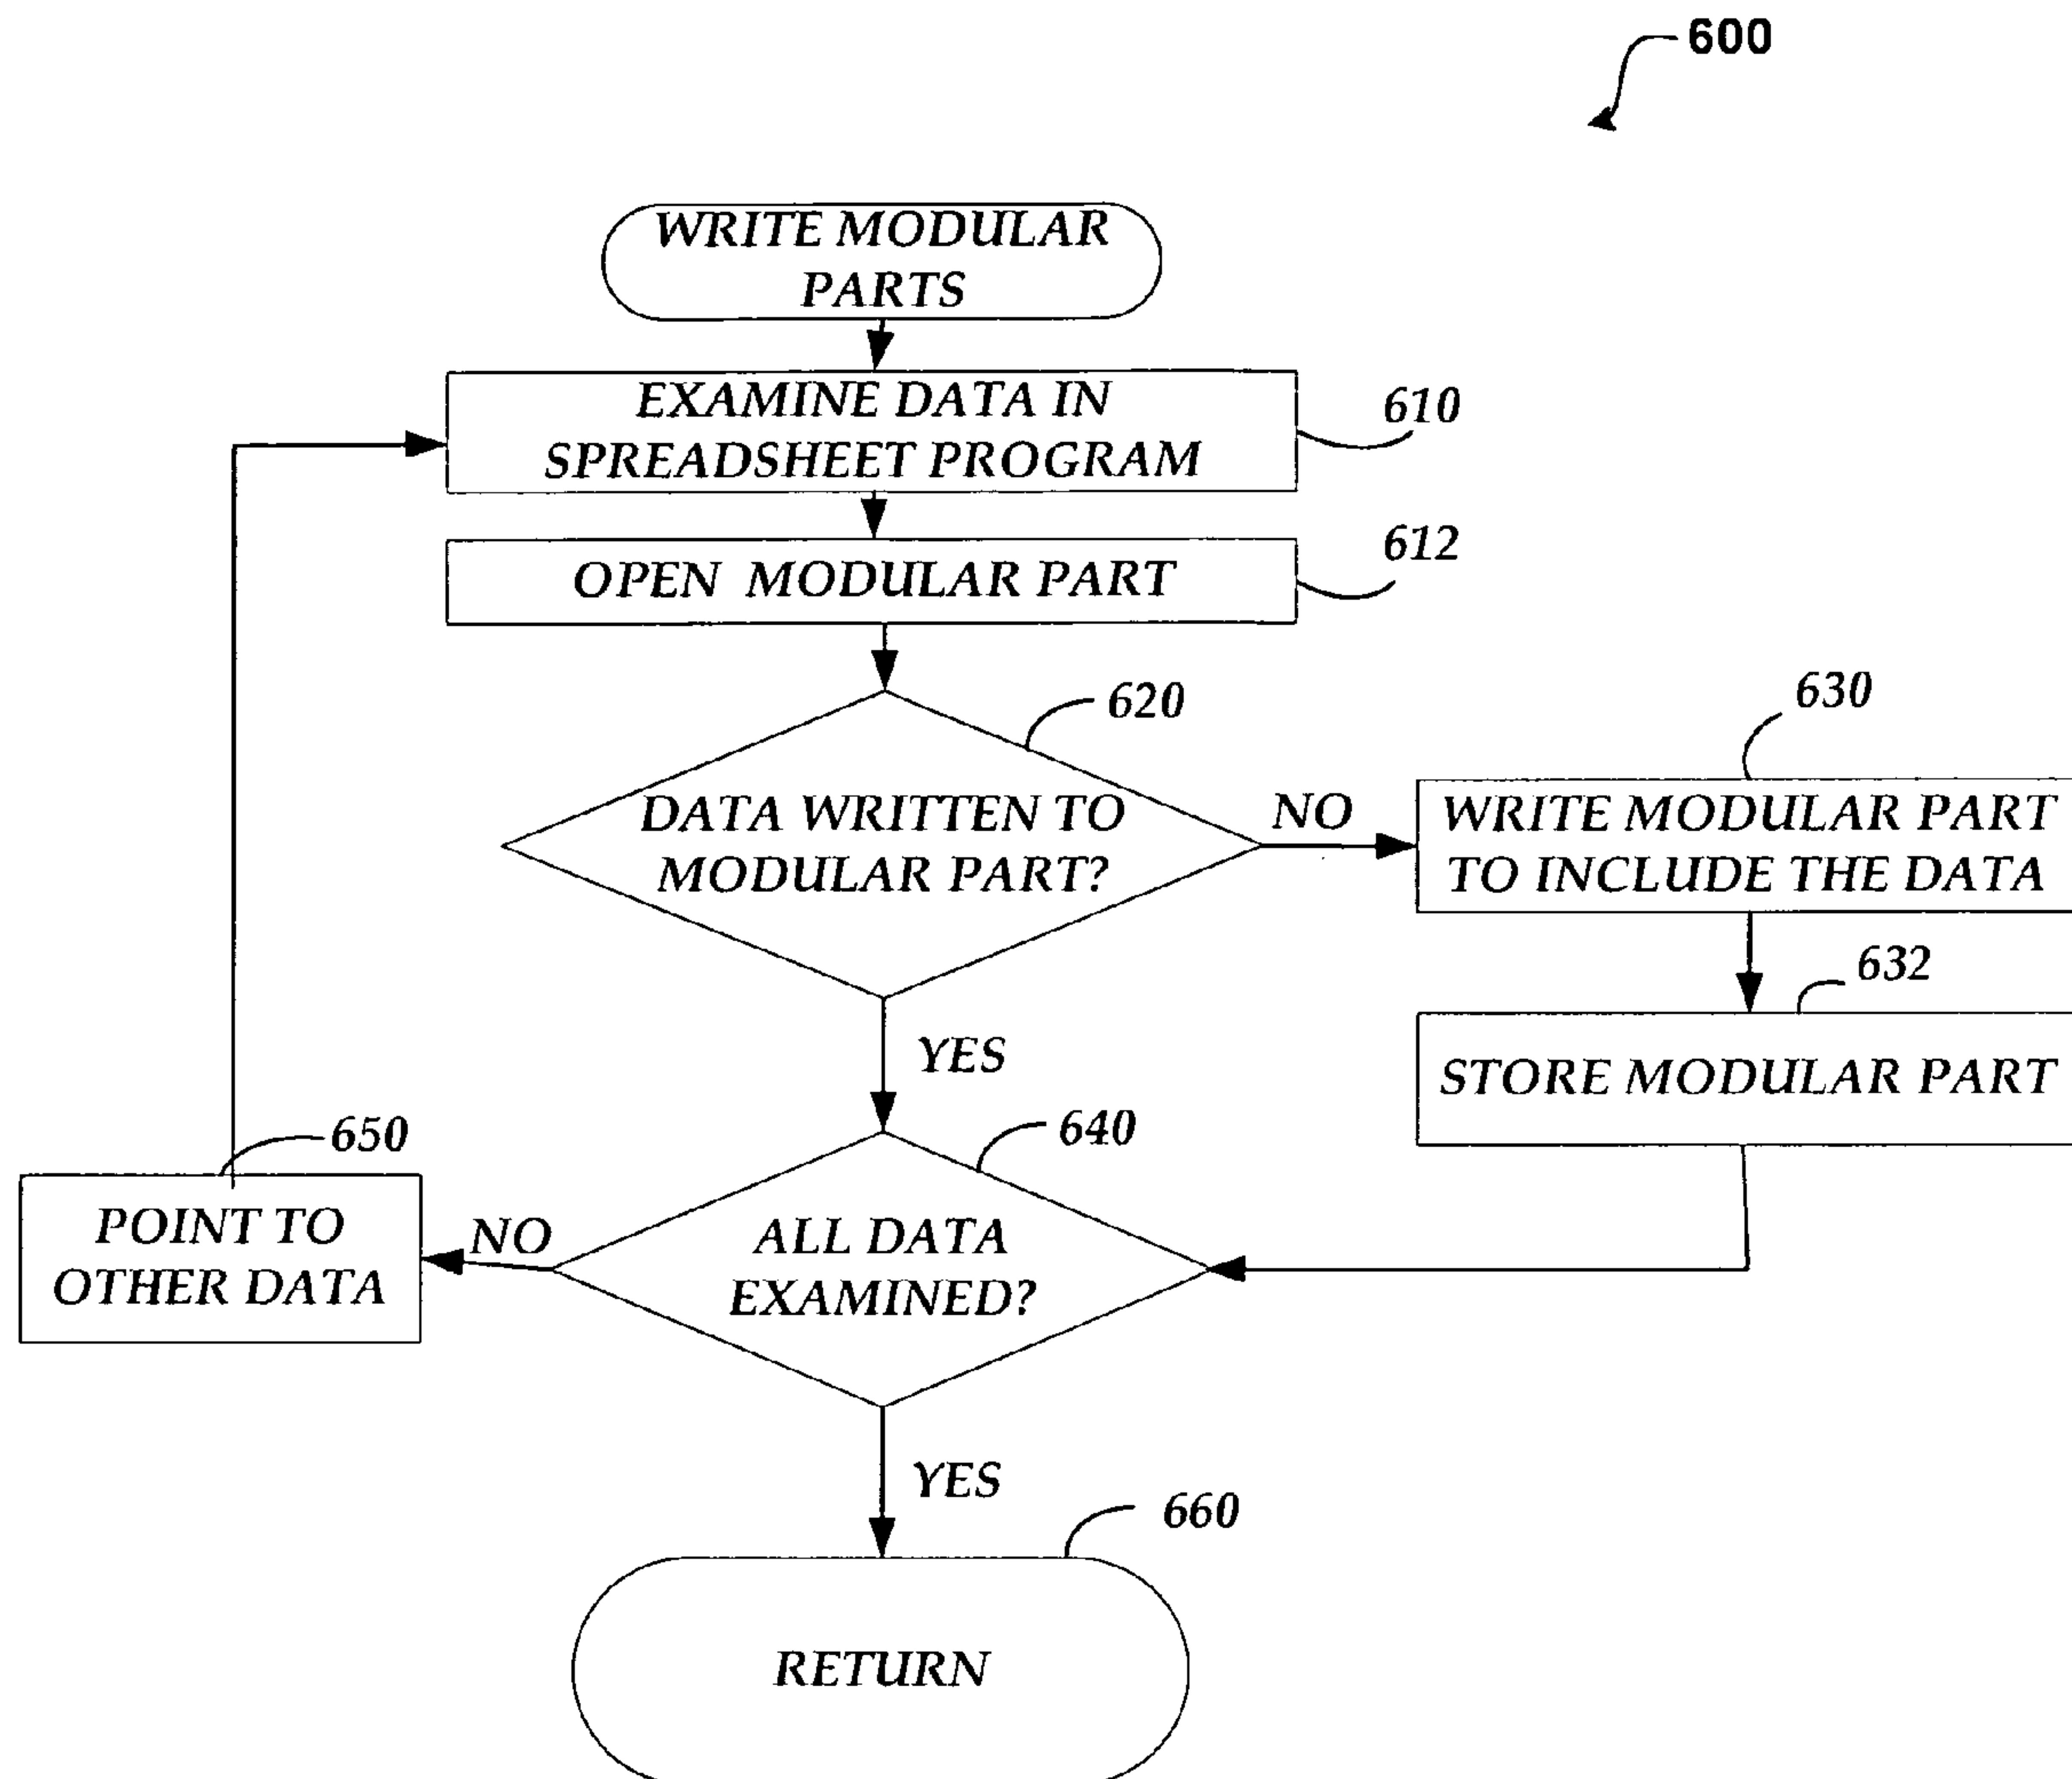 600
WRITE MODULAR
PARTS
EXAMINE DATA IN
SPREADSHEET PROGRAM
610
OPEN MODULAR PART
612
620
DATA WRITTEN TO
MODULAR PART?
NO
630
WRITE MODULAR PART
TO INCLUDE THE DATA
632
STORE MODULAR PART
YES
640
ALL DATA
EXAMINED?
NO
650
POINT TO
OTHER DATA
YES
660
RETURN